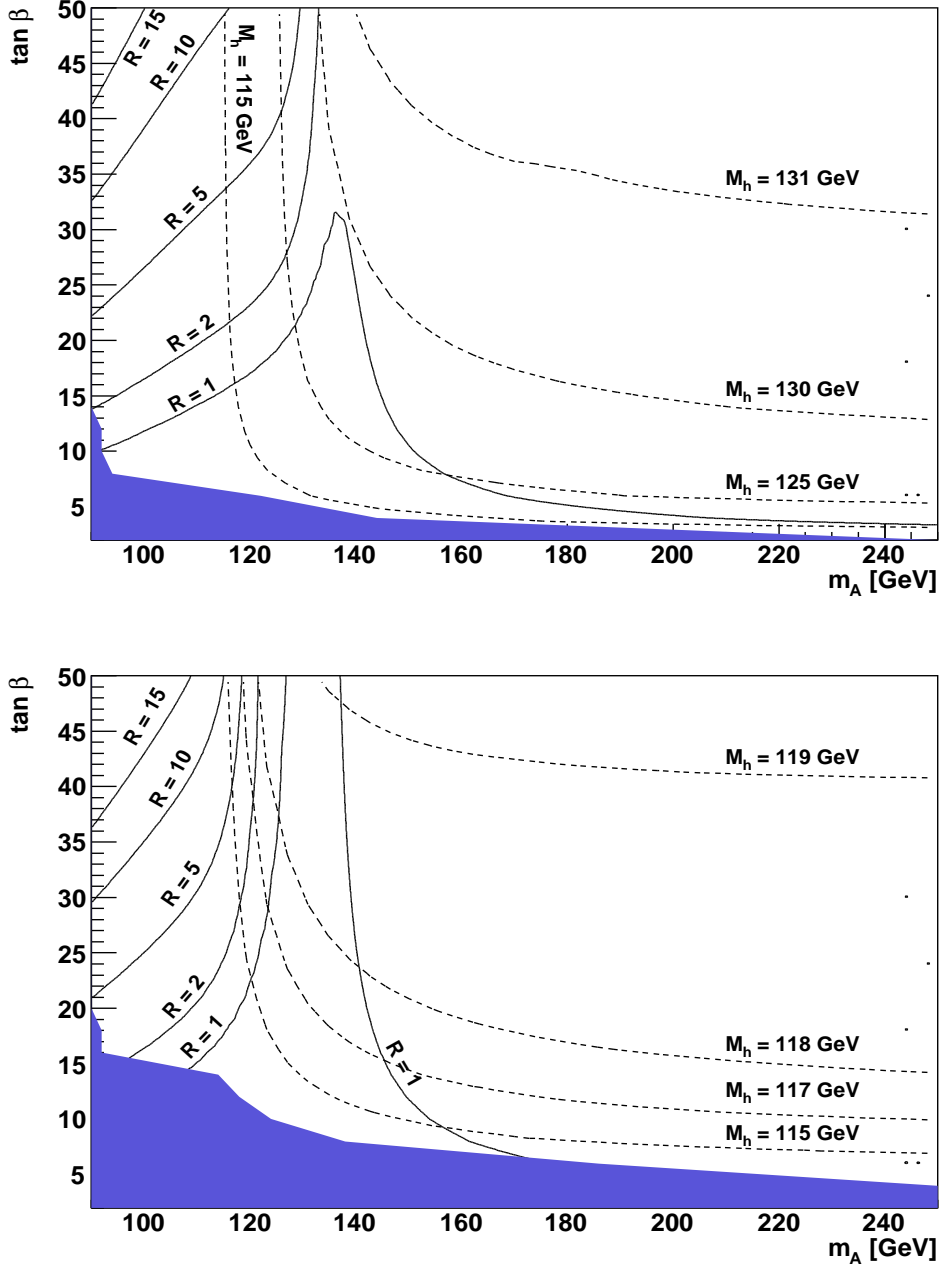 tan β
50
45
40
35
30
25
20
15
10
5
R = 15
R = 10
R = 5
R = 2
R = 1
M_h = 115 GeV
M_h = 131 GeV
M_h = 130 GeV
M_h = 125 GeV
100 120 140 160 180 200 220 240
m_A [GeV]
tan β
50
45
40
35
30
25
20
15
10
5
R = 15
R = 10
R = 5
R = 2
R = 1
R = 1
M_h = 119 GeV
M_h = 118 GeV
M_h = 117 GeV
M_h = 115 GeV
100 120 140 160 180 200 220 240
m_A [GeV]